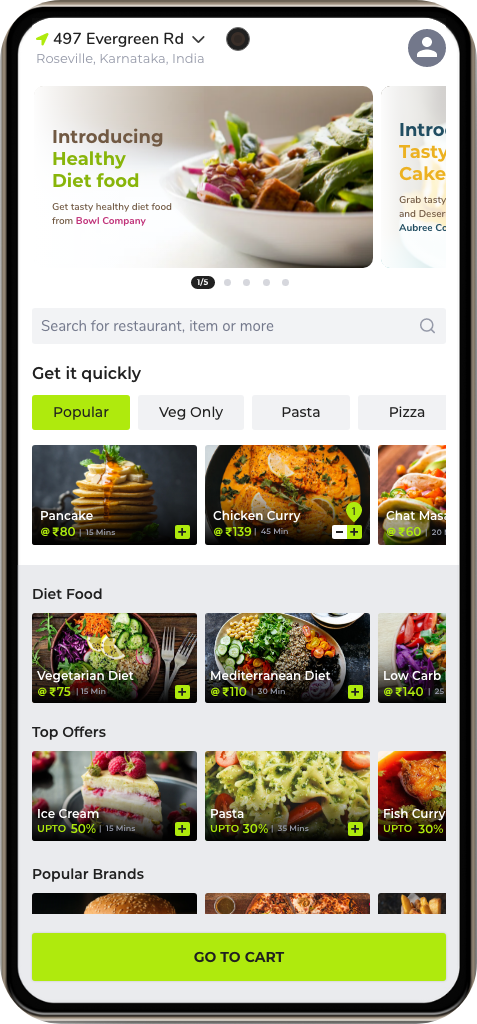 497 Evergreen Rd
Roseville, Karnataka, India
Introducing
Healthy
Diet food
Get tasty healthy diet food
from Bowl Company
Introd
Tasty
Cake
Grab tasty
and Deser
Aubree Co
1/5
Search for restaurant, item or more
Get it quickly
Popular
Veg Only
Pasta
Pizza
Pancake
@ ₹80 | 15 Mins
+
Chicken Curry
1
@ ₹139 | 45 Min
- +
Chat Masa
@ ₹60 | 20
Diet Food
Vegetarian Diet
@ ₹75 | 15 Min
+
Mediterranean Diet
@ ₹110 | 30 Min
+
Low Carb
@ ₹140 | 25
Top Offers
Ice Cream
UPTO 50% | 15 Mins
+
Pasta
UPTO 30% | 35 Mins
+
Fish Curry
UPTO 30%
Popular Brands
GO TO CART